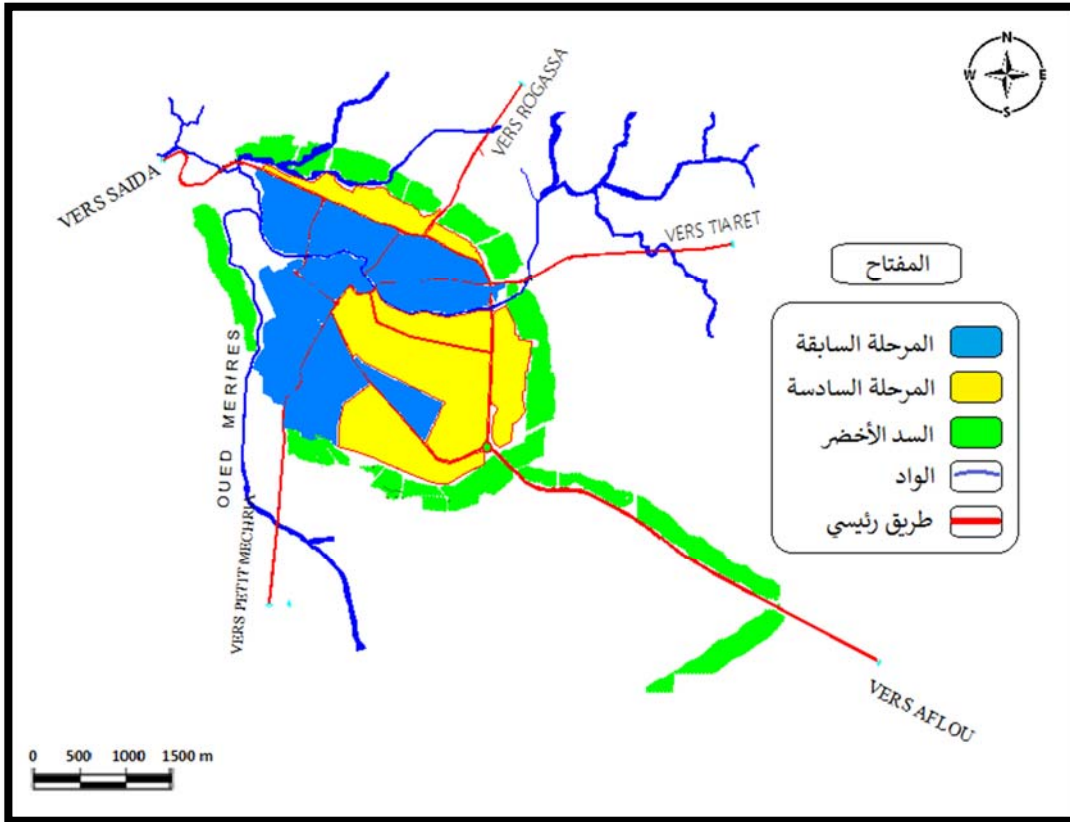 N
W
E
S
VERS ROGASSA
VERS SAIDA
VERS TIARET
OUED MERIRES
VERS PETIT MECHRIA
VERS AFLOU
المفتاح
المرحلة السابقة
المرحلة السادسة
السد الأخضر
الواد
طريق رئيسي
0 500 1000 1500 m